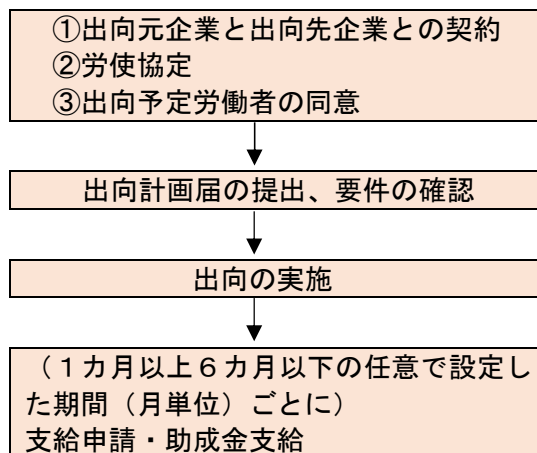 ①出向元企業と出向先企業との契約
②労使協定
③出向予定労働者の同意
出向計画届の提出、要件の確認
出向の実施
（１カ月以上６カ月以下の任意で設定し
た期間（月単位）ごとに）
支給申請・助成金支給